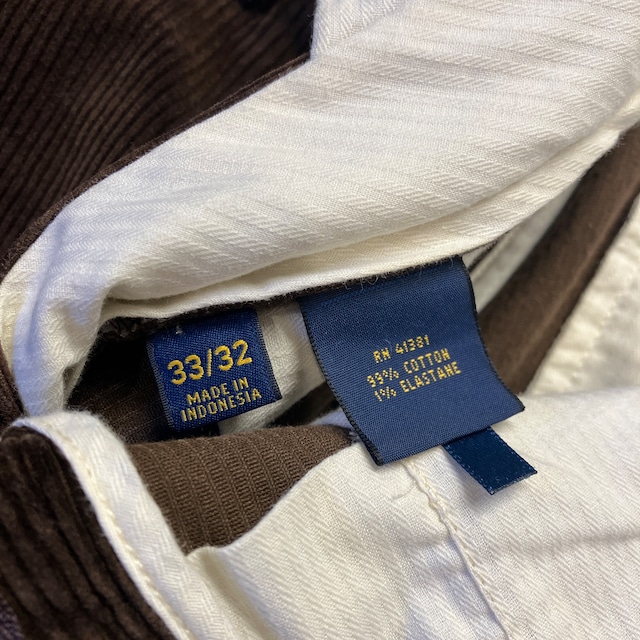 33/32
MADE IN
INDONESIA
RN 41381
99% COTTON
1% ELASTANE